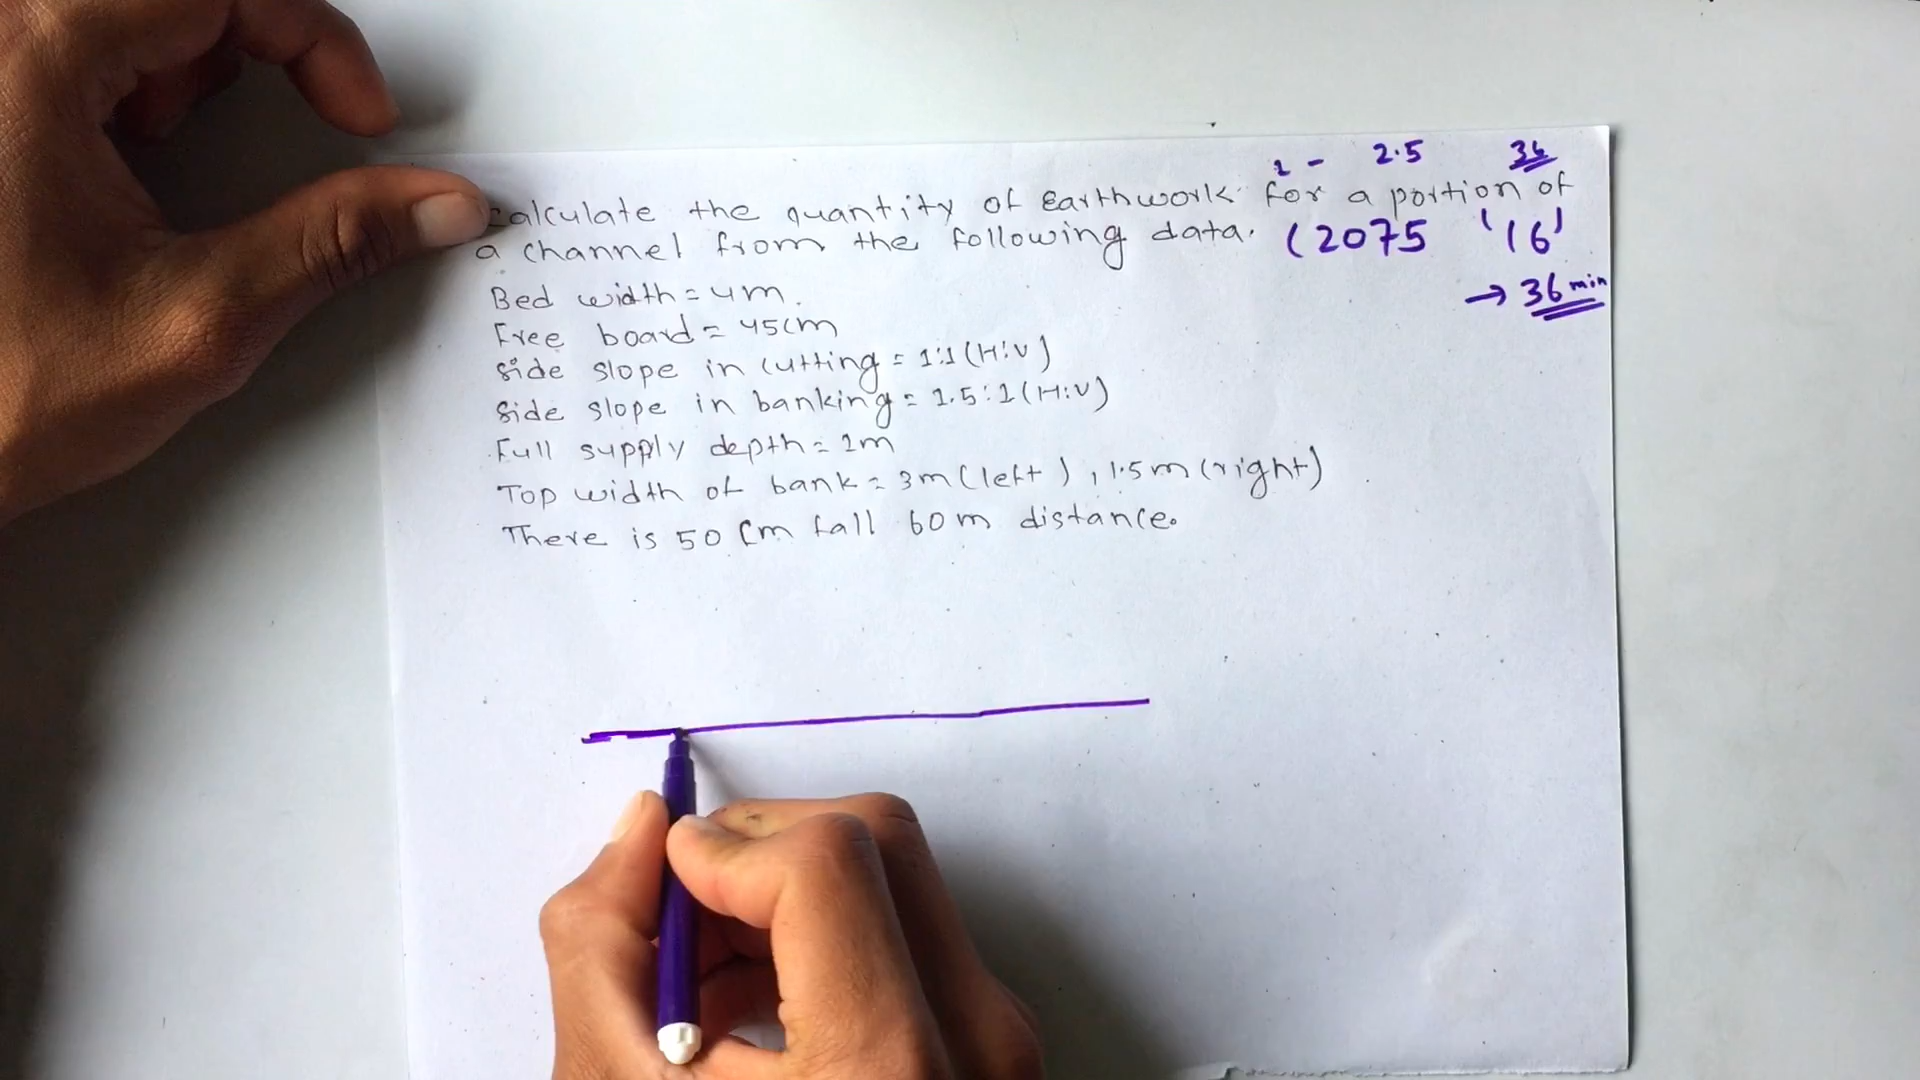 2 - 2.5 36
Calculate the quantity of Earthwork for a portion of
a channel from the following data. (2075 '16'
→ 36 min
Bed width = 4m.
Free board = 45cm
Side slope in cutting = 1:1 (H:V)
Side slope in banking = 1.5:1 (H:V)
Full supply depth = 1m
Top width of bank = 3m (left), 1.5m (right)
There is 50 cm fall 60m distance.